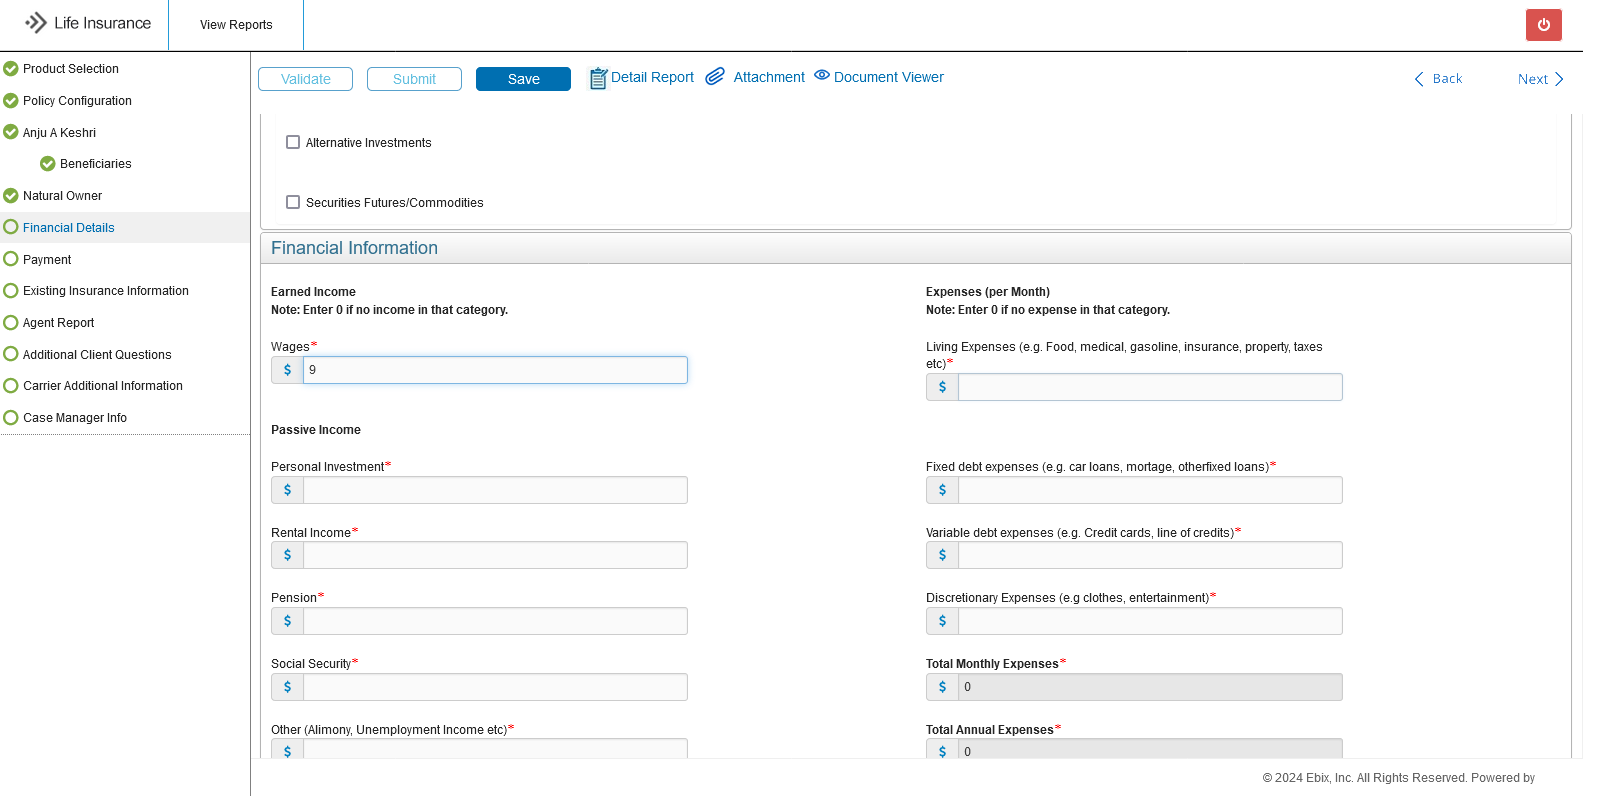 Life Insurance
View Reports
Product Selection
Policy Configuration
Anju A Keshri
Beneficiaries
Natural Owner
Financial Details
Payment
Existing Insurance Information
Agent Report
Additional Client Questions
Carrier Additional Information
Case Manager Info
Validate
Submit
Save
Detail Report
Attachment
Document Viewer
Back
Next
Alternative Investments
Securities Futures/Commodities
Financial Information
Earned Income
Note: Enter 0 if no income in that category.
Wages*
$ 9
Passive Income
Personal Investment*
$
Rental Income*
$
Pension*
$
Social Security*
$
Other (Alimony, Unemployment Income etc)*
$
Expenses (per Month)
Note: Enter 0 if no expense in that category.
Living Expenses (e.g. Food, medical, gasoline, insurance, property, taxes
etc)*
$
Fixed debt expenses (e.g. car loans, mortage, otherfixed loans)*
$
Variable debt expenses (e.g. Credit cards, line of credits)*
$
Discretionary Expenses (e.g clothes, entertainment)*
$
Total Monthly Expenses*
$ 0
Total Annual Expenses*
$ 0
© 2024 Ebix, Inc. All Rights Reserved. Powered by